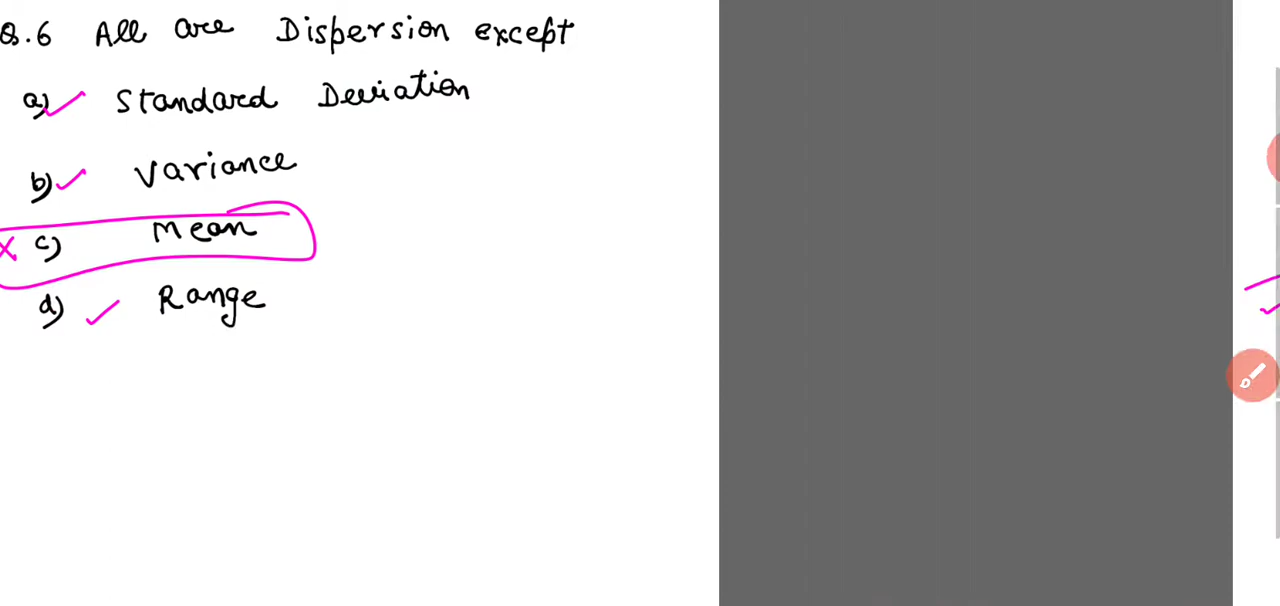 Q.6 All are Dispersion except
a) Standard Deviation
b) Variance
c) Mean
d) Range